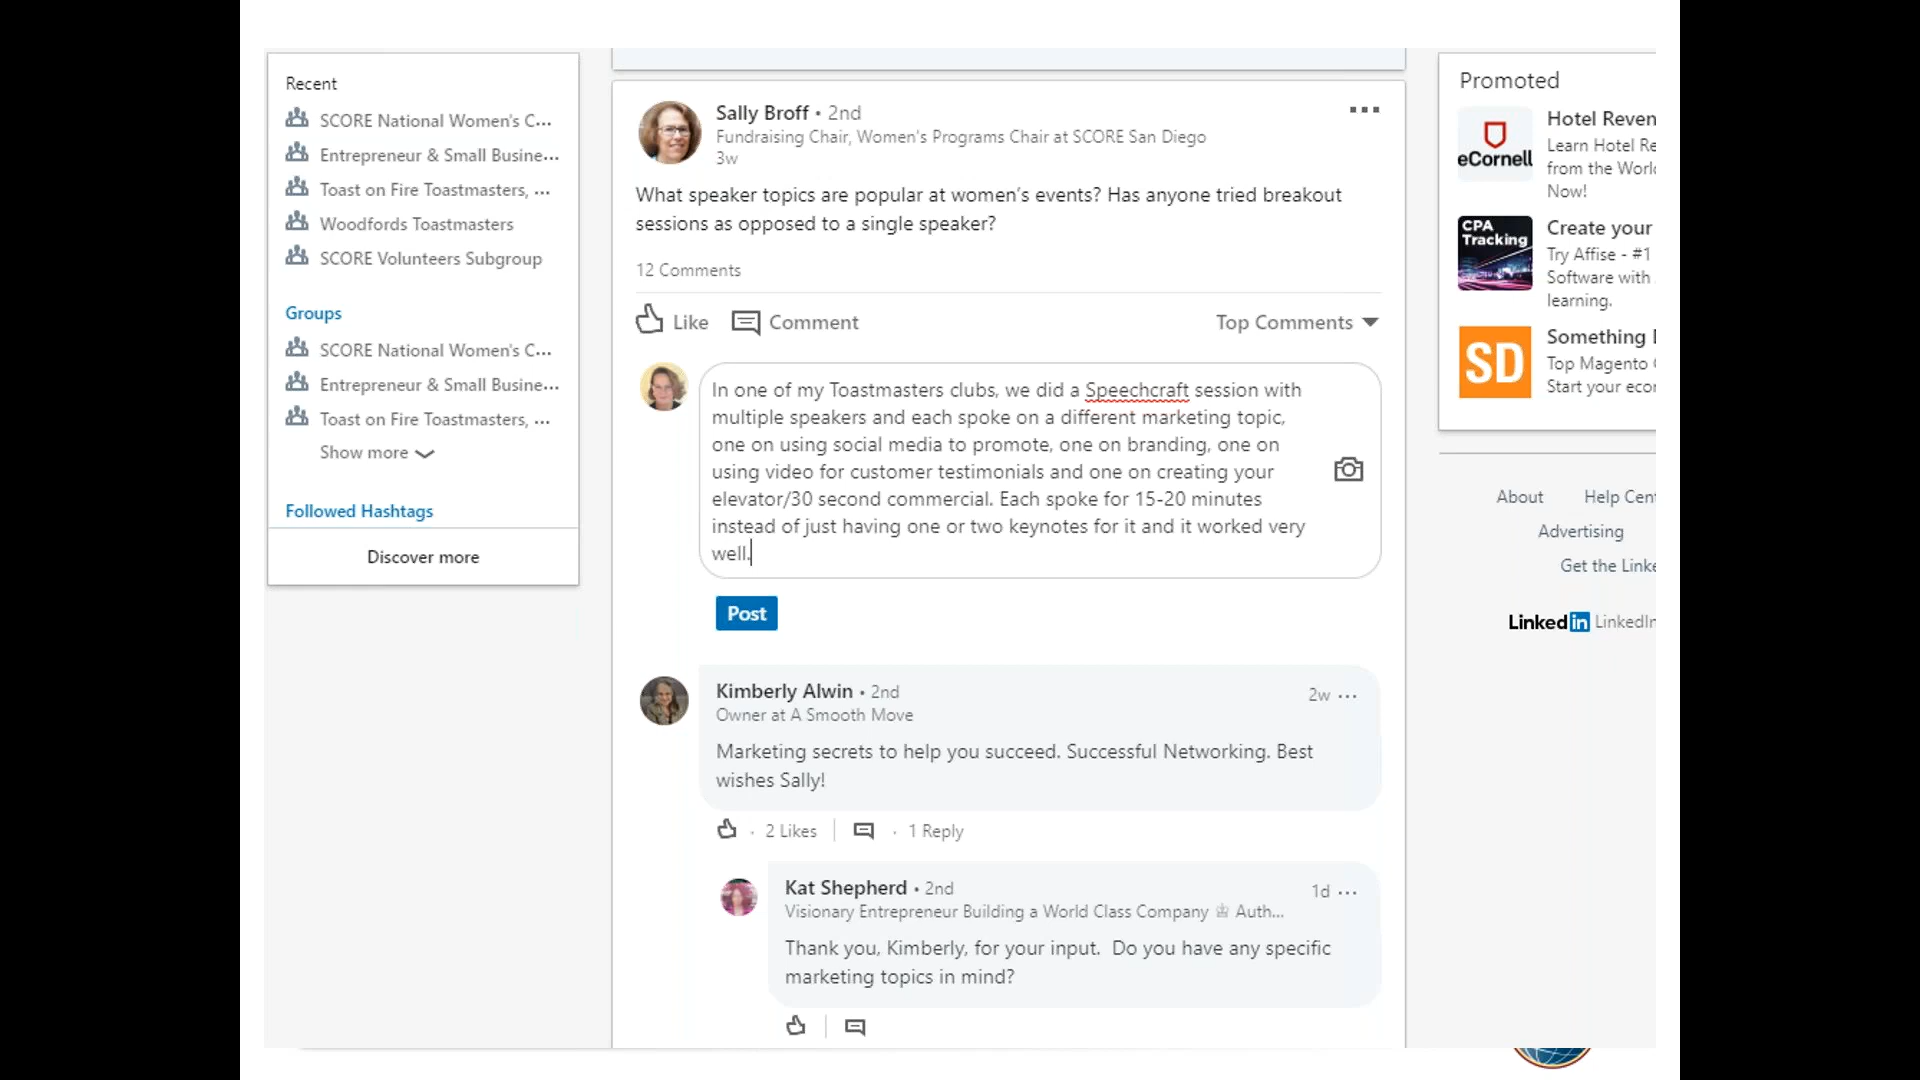 Recent
SCORE National Women's C...
Entrepreneur & Small Busine...
Toast on Fire Toastmasters, ...
Woodfords Toastmasters
SCORE Volunteers Subgroup
Groups
SCORE National Women's C...
Entrepreneur & Small Busine...
Toast on Fire Toastmasters, ...
Show more
Followed Hashtags
Discover more
Sally Broff • 2nd
Fundraising Chair, Women's Programs Chair at SCORE San Diego
3w
What speaker topics are popular at women's events? Has anyone tried breakout
sessions as opposed to a single speaker?
12 Comments
Like Comment Top Comments
In one of my Toastmasters clubs, we did a Speechcraft session with
multiple speakers and each spoke on a different marketing topic,
one on using social media to promote, one on branding, one on
using video for customer testimonials and one on creating your
elevator/30 second commercial. Each spoke for 15-20 minutes
instead of just having one or two keynotes for it and it worked very
well.
Post
Kimberly Alwin • 2nd 2w
Owner at A Smooth Move
Marketing secrets to help you succeed. Successful Networking. Best
wishes Sally!
2 Likes 1 Reply
Kat Shepherd • 2nd 1d
Visionary Entrepreneur Building a World Class Company ♔ Auth...
Thank you, Kimberly, for your input. Do you have any specific
marketing topics in mind?
Promoted
eCornell
Hotel Reven
Learn Hotel Re
from the World
Now!
CPA
Tracking
Create your
Try Affise - #1
Software with
learning.
SD
Something
Top Magento
Start your ecor
About Help Cent
Advertising
Get the Linke
Linked in LinkedIn